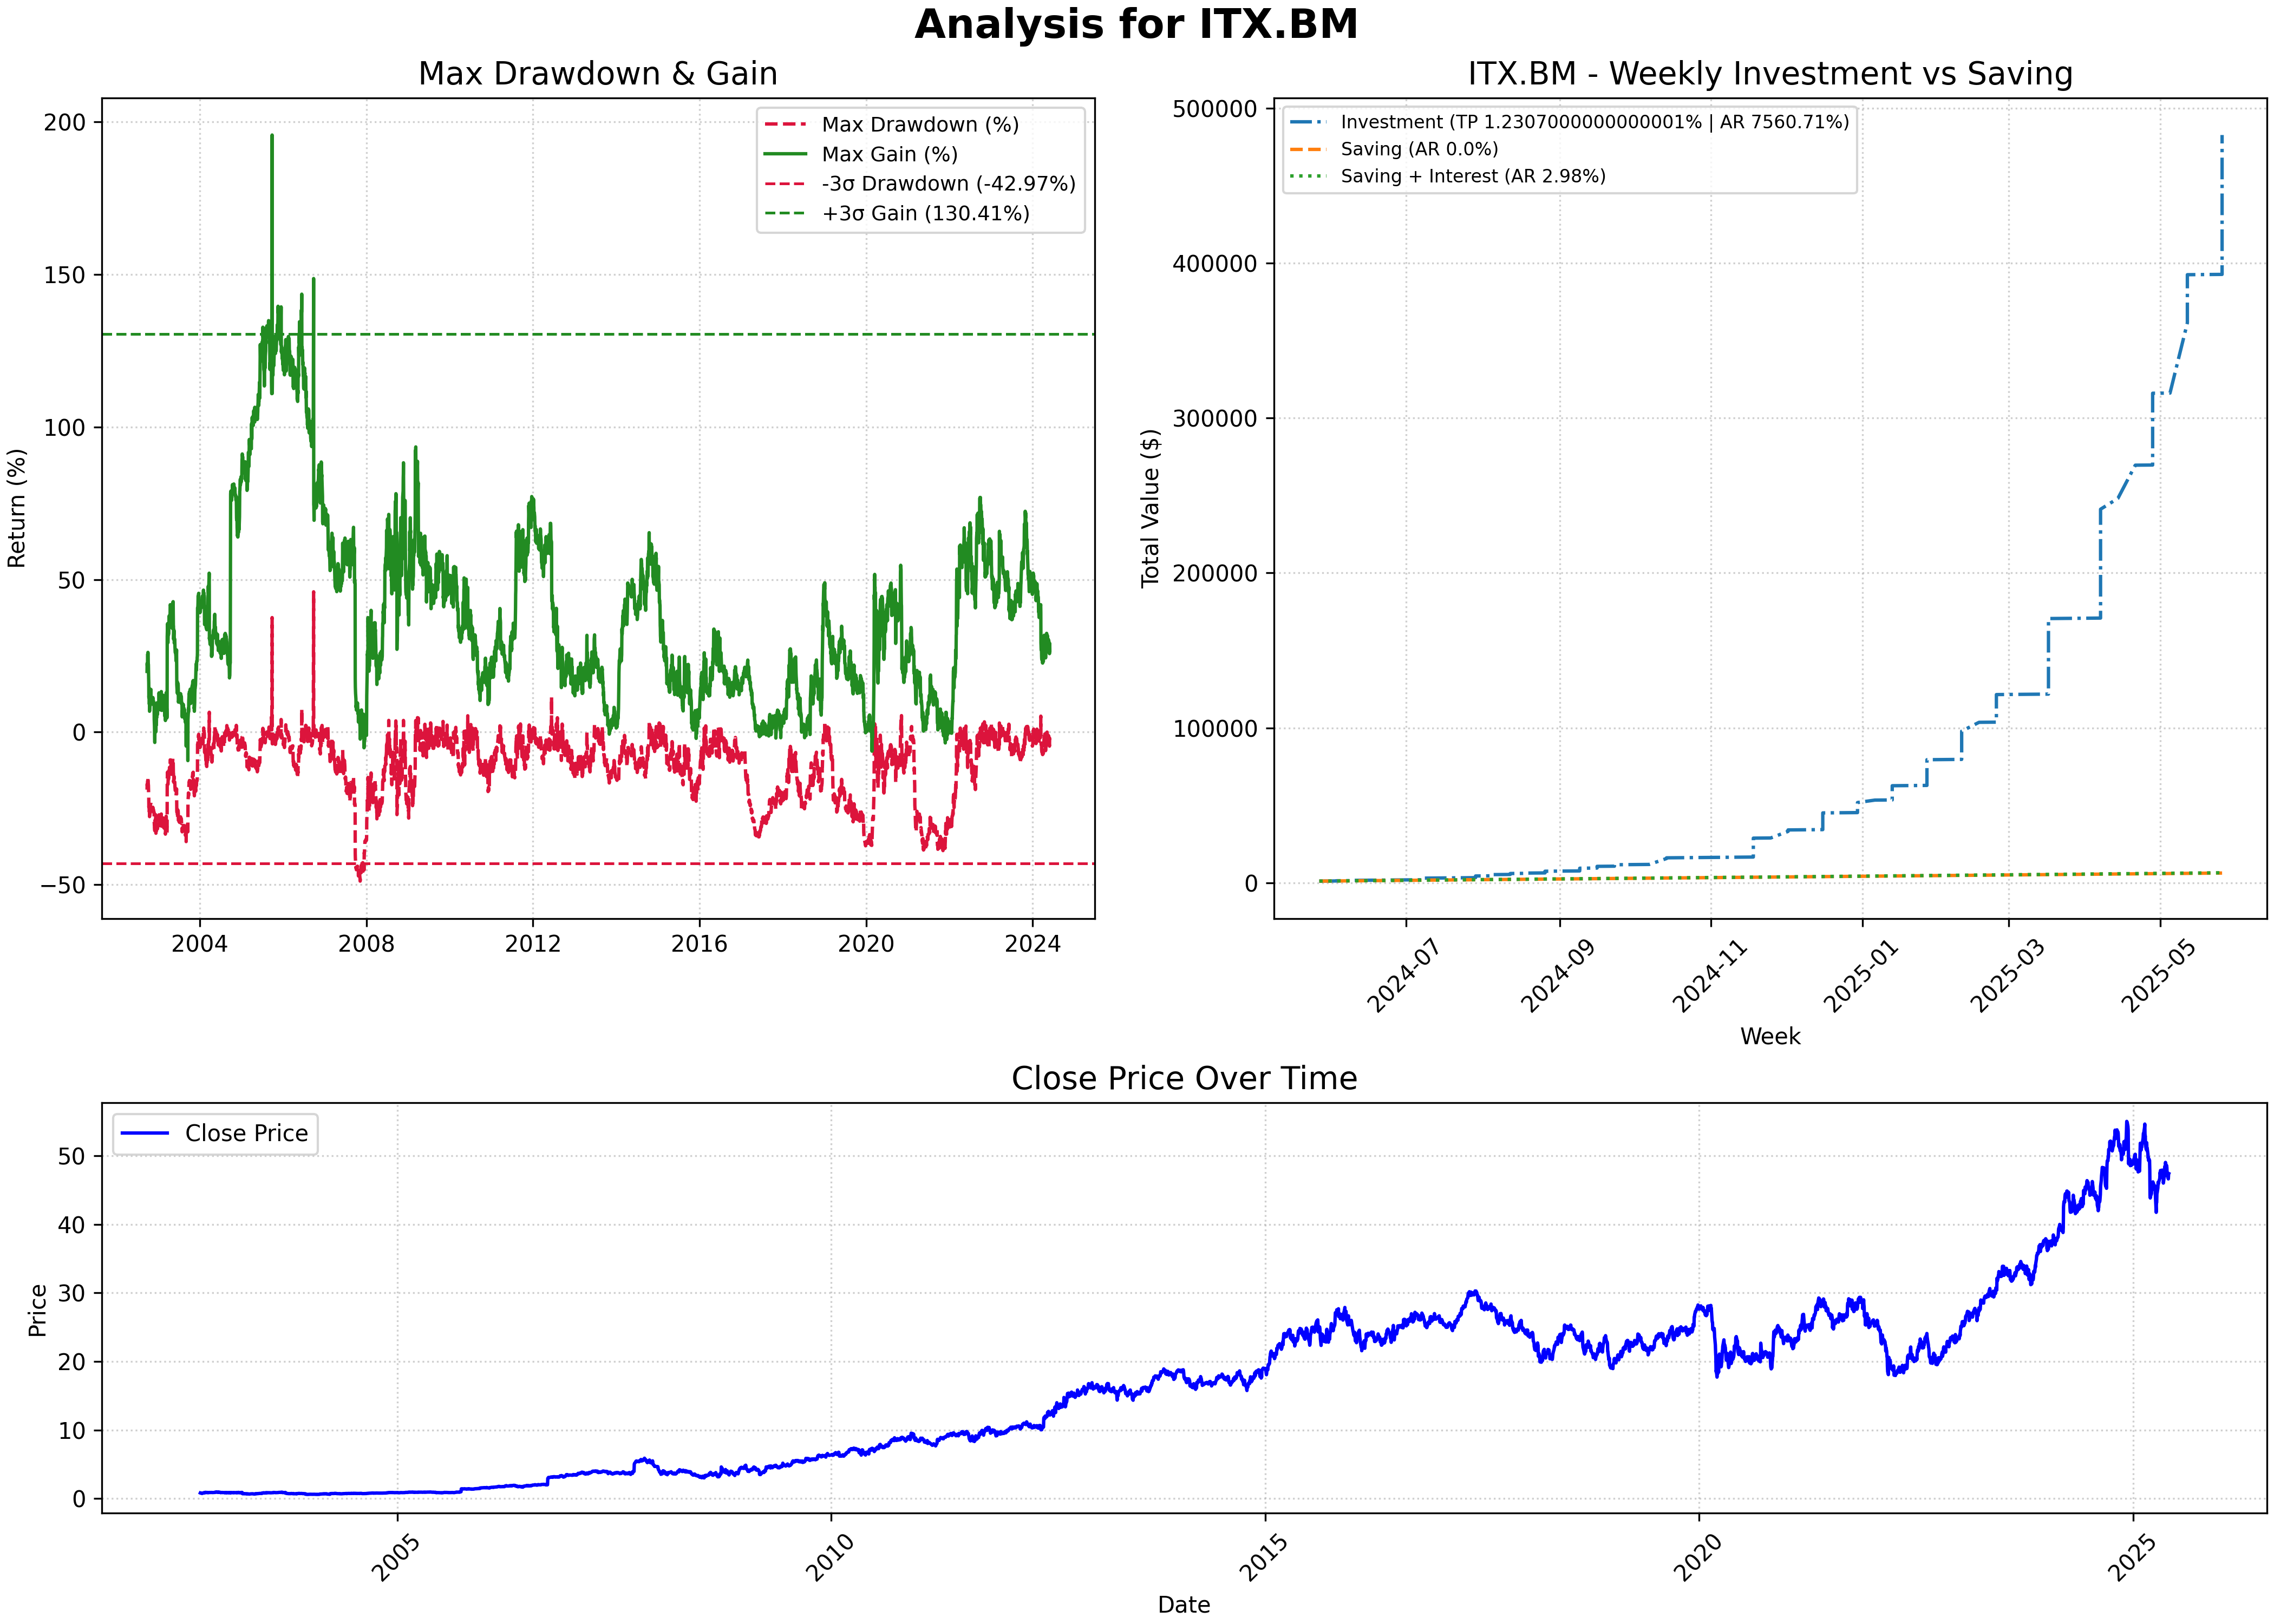 Analysis for ITX.BM
Max Drawdown & Gain
Return (%)
200
150
100
50
0
−50
2004
2008
2012
2016
2020
2024
Max Drawdown (%)
Max Gain (%)
-3σ Drawdown (-42.97%)
+3σ Gain (130.41%)
ITX.BM - Weekly Investment vs Saving
Total Value ($)
500000
400000
300000
200000
100000
0
2024-07
2024-09
2024-11
2025-01
2025-03
2025-05
Week
Investment (TP 1.2307000000000001% | AR 7560.71%)
Saving (AR 0.0%)
Saving + Interest (AR 2.98%)
Close Price Over Time
Price
50
40
30
20
10
0
2005
2010
2015
2020
2025
Date
Close Price